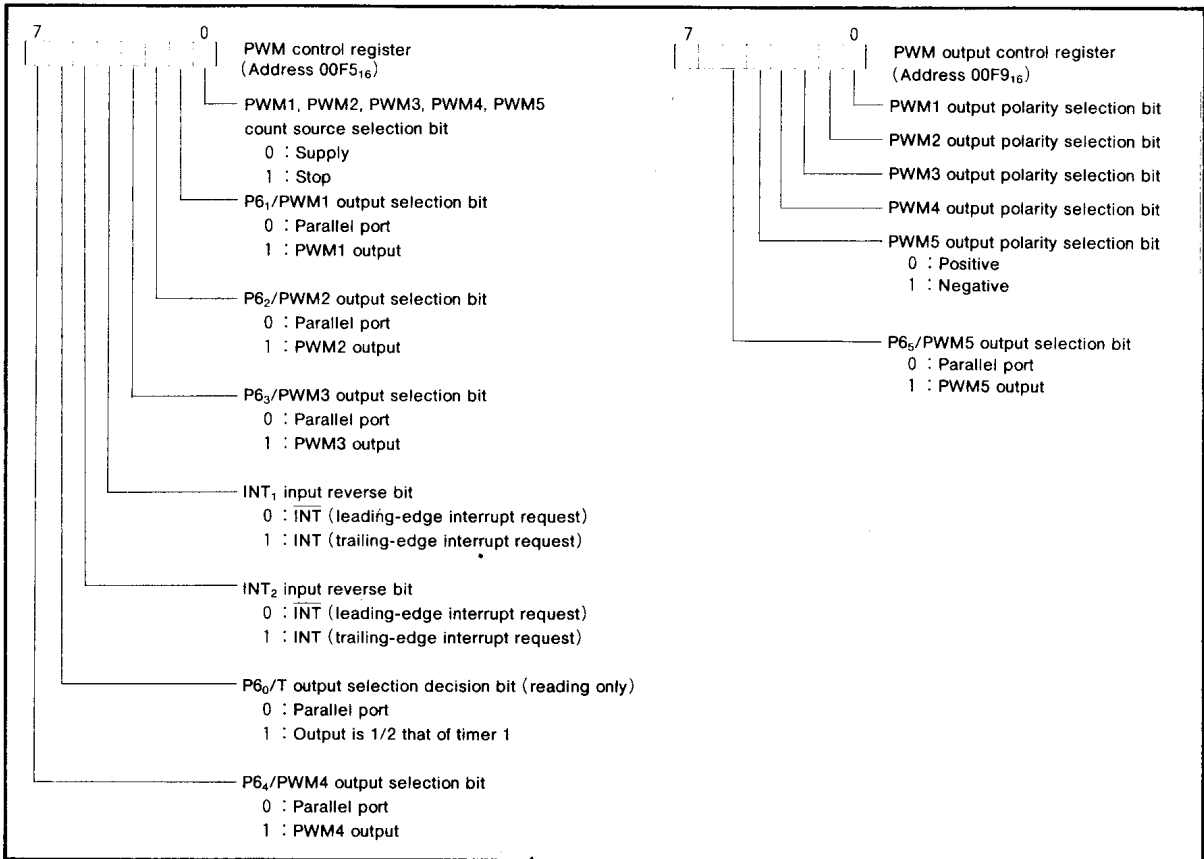 7 0
PWM control register
(Address 00F5₁₆)
PWM1, PWM2, PWM3, PWM4, PWM5
count source selection bit
0 : Supply
1 : Stop
P6₁/PWM1 output selection bit
0 : Parallel port
1 : PWM1 output
P6₂/PWM2 output selection bit
0 : Parallel port
1 : PWM2 output
P6₃/PWM3 output selection bit
0 : Parallel port
1 : PWM3 output
INT₁ input reverse bit
0 : I̅N̅T̅ (leading-edge interrupt request)
1 : INT (trailing-edge interrupt request)
INT₂ input reverse bit
0 : I̅N̅T̅ (leading-edge interrupt request)
1 : INT (trailing-edge interrupt request)
P6₀/T output selection decision bit (reading only)
0 : Parallel port
1 : Output is 1/2 that of timer 1
P6₄/PWM4 output selection bit
0 : Parallel port
1 : PWM4 output
7 0
PWM output control register
(Address 00F9₁₆)
PWM1 output polarity selection bit
PWM2 output polarity selection bit
PWM3 output polarity selection bit
PWM4 output polarity selection bit
PWM5 output polarity selection bit
0 : Positive
1 : Negative
P6₅/PWM5 output selection bit
0 : Parallel port
1 : PWM5 output